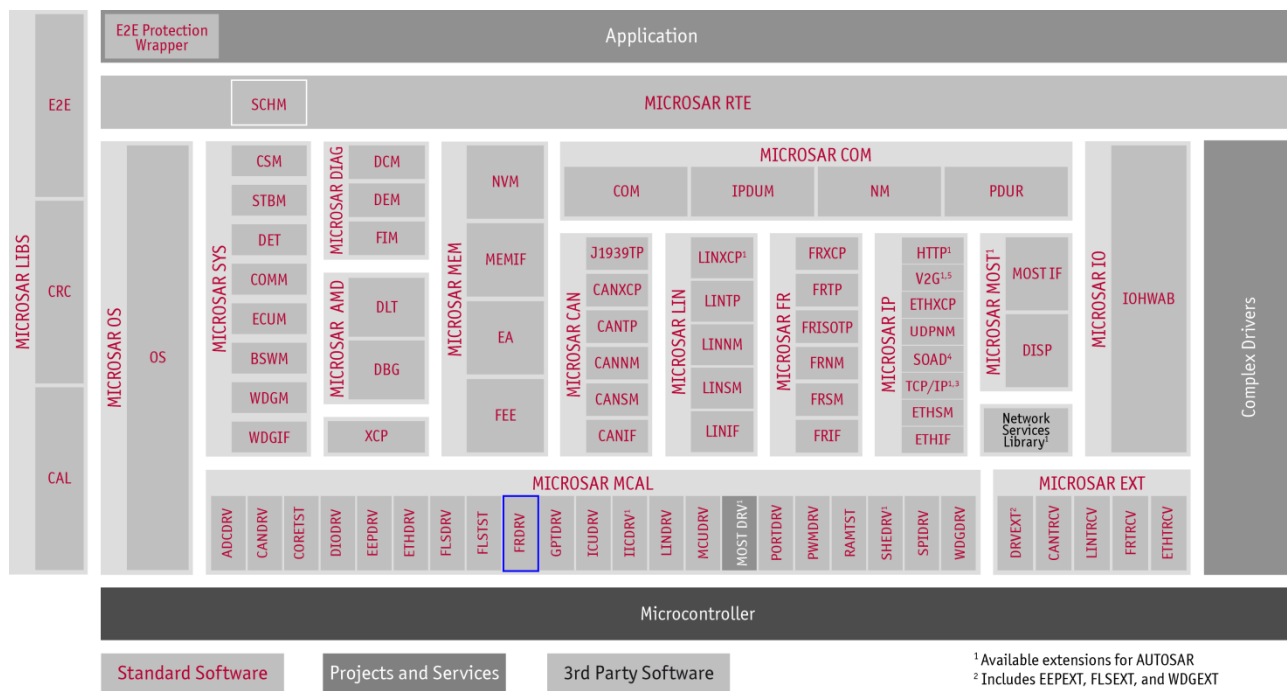 E2E Protection
Wrapper
Application
SCHM
MICROSAR RTE
MICROSAR LIBS
E2E
CRC
CAL
MICROSAR OS
OS
MICROSAR SYS
CSM
STBM
DET
COMM
ECUM
BSWM
WDGM
WDGIF
MICROSAR DIAG
DCM
DEM
FIM
MICROSAR AMD
DLT
DBG
XCP
MICROSAR MEM
NVM
MEMIF
EA
FEE
MICROSAR COM
COM
IPDUM
NM
PDUR
MICROSAR CAN
J1939TP
CANXCP
CANTP
CANNM
CANSM
CANIF
MICROSAR LIN
LINXCP¹
LINTP
LINNM
LINSM
LINIF
MICROSAR FR
FRXCP
FRTP
FRISOTP
FRNM
FRSM
FRIF
MICROSAR IP
HTTP¹
V2G¹,⁵
ETHXCP
UDPNM
SOAD⁴
TCP/IP¹,³
ETHSM
ETHIF
MICROSAR MOST¹
MOST IF
DISP
Network
Services
Library¹
MICROSAR IO
IOHWAB
Complex Drivers
MICROSAR MCAL
ADCDRV
CANDRV
CORETST
DIODRV
EEPDRV
ETHDRV
FLSDRV
FLSTST
FRDRV
GPTDRV
ICUDRV
IICDRV¹
LINDRV
MCUDRV
MOST DRV¹
PORTDRV
PWMDRV
RAMTST
SHEDRV¹
SPIDRV
WDGDRV
MICROSAR EXT
DRVEXT²
CANTRCV
LINTRCV
FRTRCV
ETHTRCV
Microcontroller
Standard Software
Projects and Services
3rd Party Software
¹ Available extensions for AUTOSAR
² Includes EEPEXT, FLSEXT, and WDGEXT